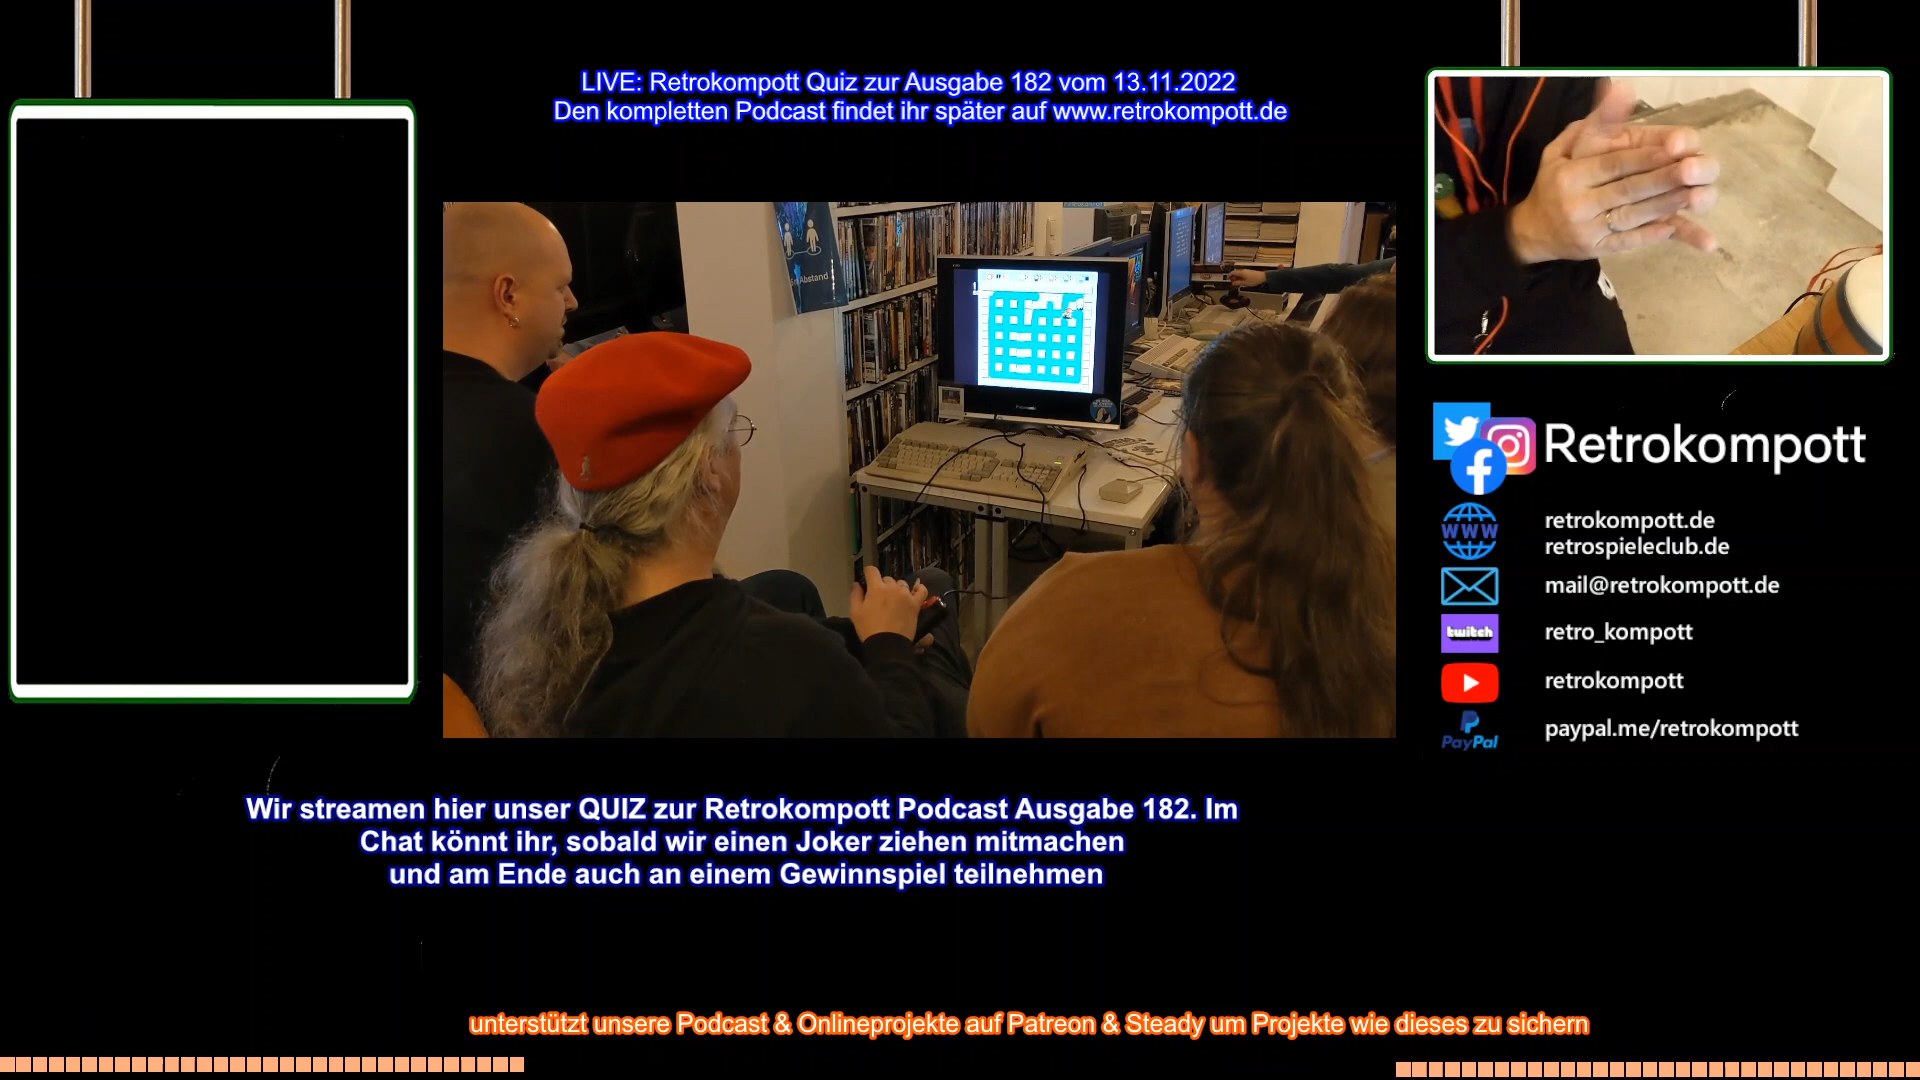 LIVE: Retrokompott Quiz zur Ausgabe 182 vom 13.11.2022
Den kompletten Podcast findet ihr später auf www.retrokompott.de
Abstand
Retrokompott
WWW
retrokompott.de
retrospieleclub.de
mail@retrokompott.de
twitch
retro_kompott
retrokompott
PayPal
paypal.me/retrokompott
Wir streamen hier unser QUIZ zur Retrokompott Podcast Ausgabe 182. Im
Chat könnt ihr, sobald wir einen Joker ziehen mitmachen
und am Ende auch an einem Gewinnspiel teilnehmen
unterstützt unsere Podcast & Onlineprojekte auf Patreon & Steady um Projekte wie dieses zu sichern